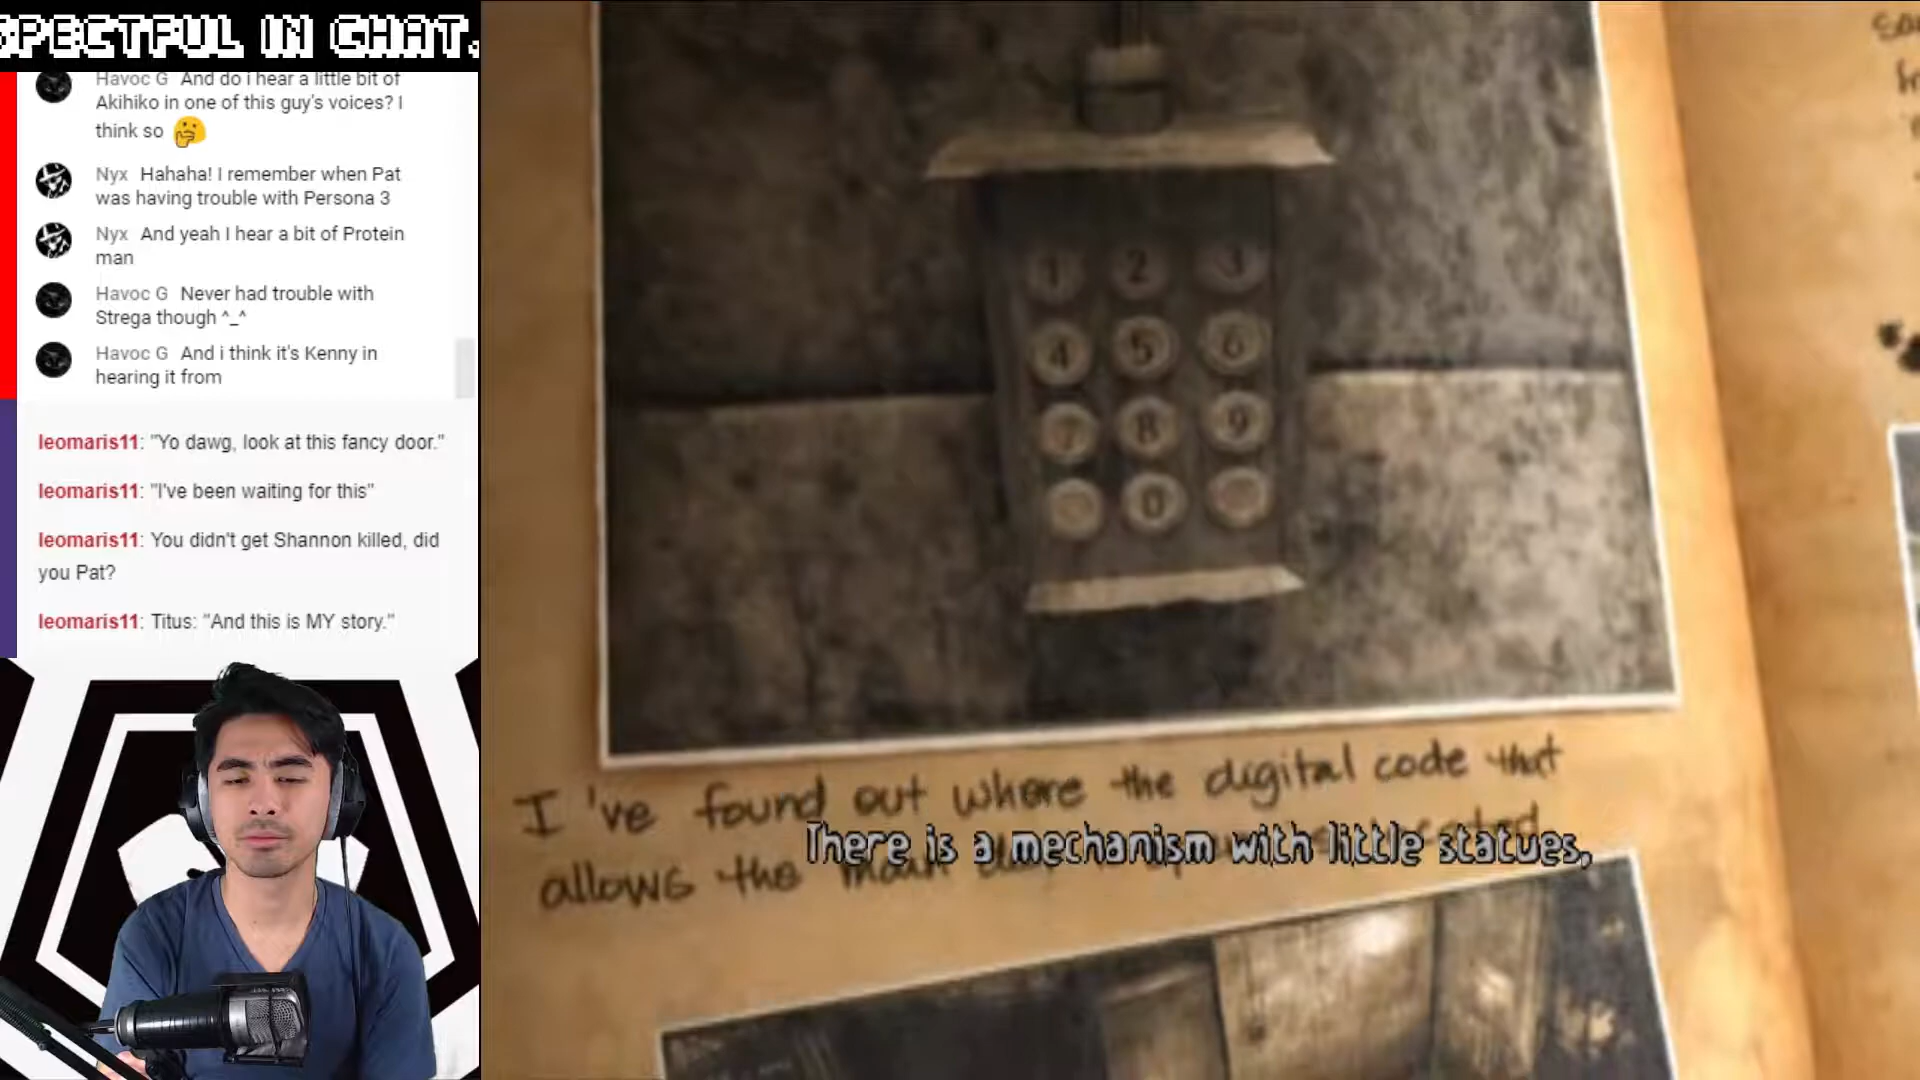 SPECTFUL IN CHAT.
Havoc G And do i hear a little bit of
Akihiko in one of this guy's voices? I
think so 🤔
Nyx Hahaha! I remember when Pat
was having trouble with Persona 3
Nyx And yeah I hear a bit of Protein
man
Havoc G Never had trouble with
Strega though ^_^
Havoc G And i think it's Kenny in
hearing it from
leomaris11: "Yo dawg, look at this fancy door."
leomaris11: "I've been waiting for this"
leomaris11: You didn't get Shannon killed, did
you Pat?
leomaris11: Titus: "And this is MY story."
1 2 3
4 5 6
7 8 9
0
I've found out where the digital code that
allows the main
There is a mechanism with little statues,